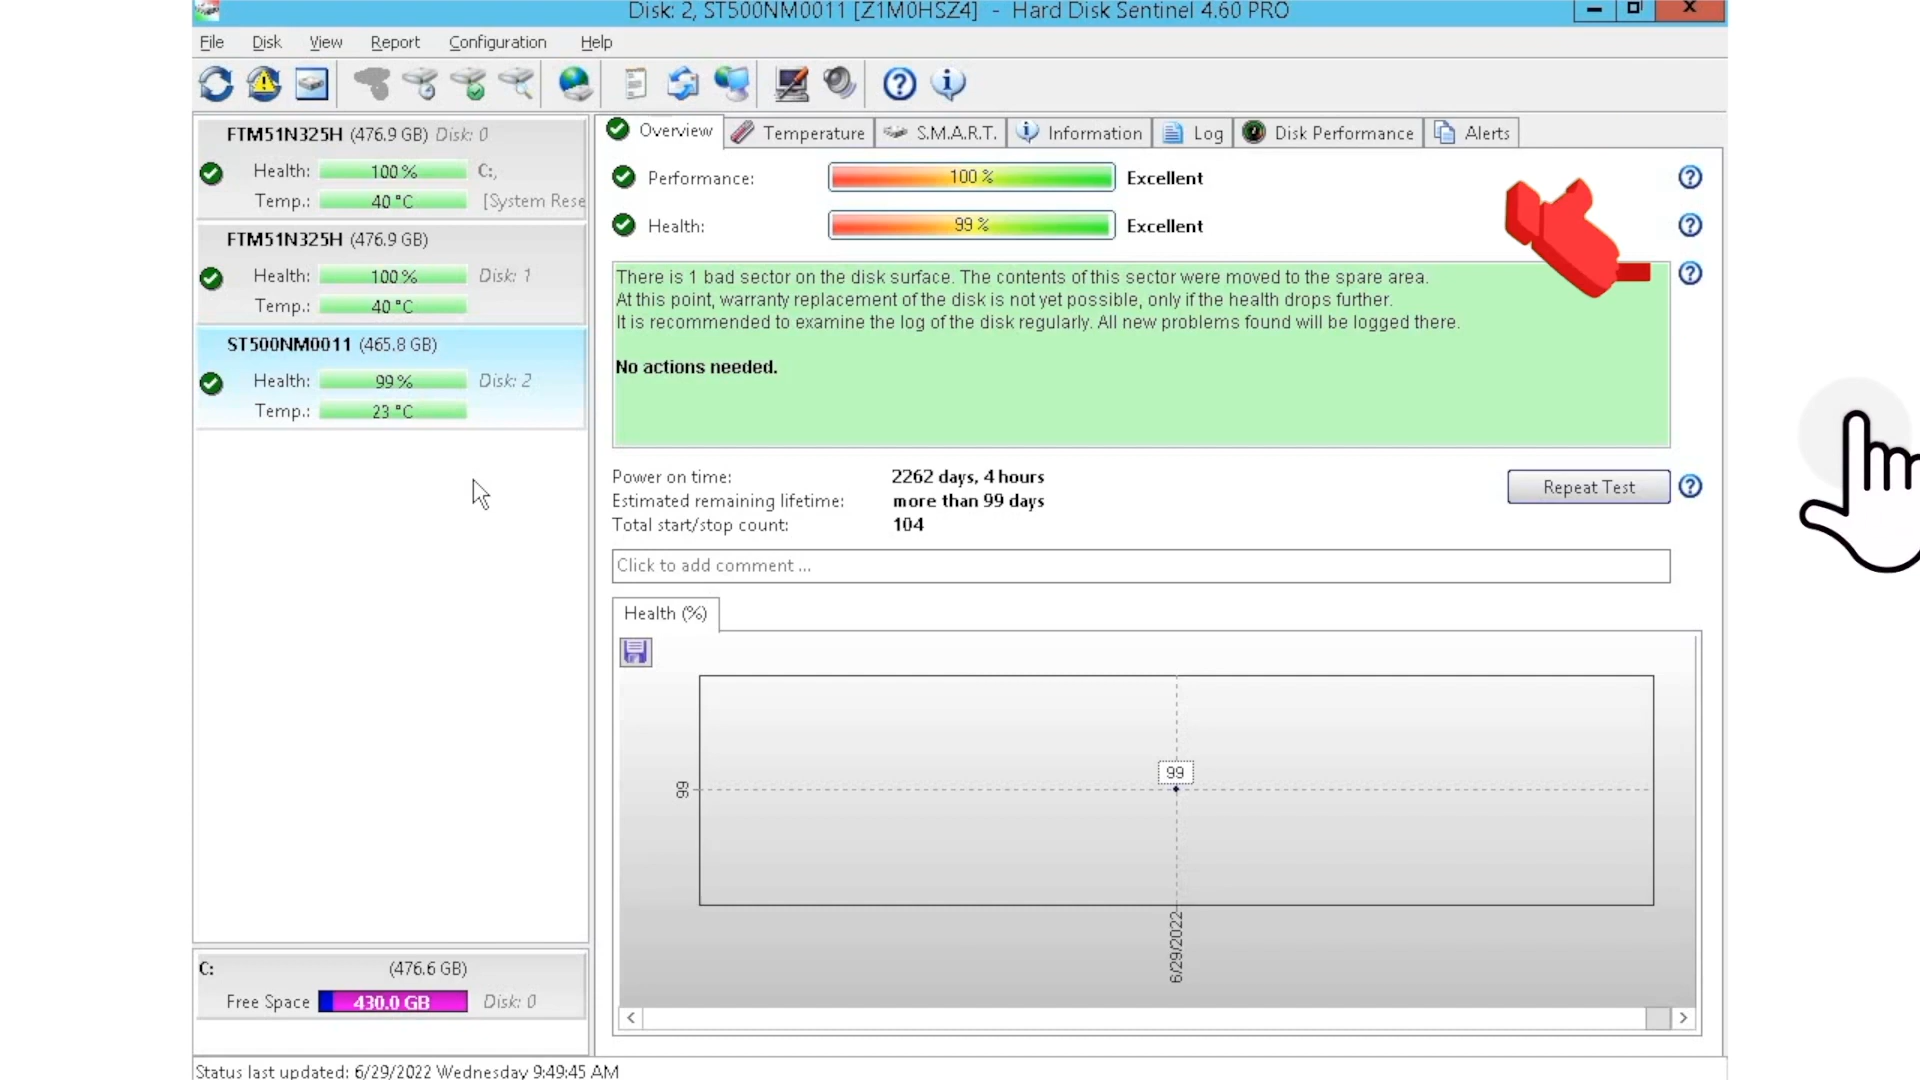 Disk: 2, ST500NM0011 [Z1M0HSZ4] - Hard Disk Sentinel 4.60 PRO
File Disk View Report Configuration Help
FTM51N325H (476.9 GB) Disk: 0
Health: 100 % C:,
Temp.: 40 °C [System Rese
FTM51N325H (476.9 GB)
Health: 100 % Disk: 1
Temp.: 40 °C
ST500NM0011 (465.8 GB)
Health: 99 % Disk: 2
Temp.: 23 °C
C: (476.6 GB)
Free Space 430.0 GB Disk: 0
Overview Temperature S.M.A.R.T. Information Log Disk Performance Alerts
Performance: 100 % Excellent
Health: 99 % Excellent
There is 1 bad sector on the disk surface. The contents of this sector were moved to the spare area.
At this point, warranty replacement of the disk is not yet possible, only if the health drops further.
It is recommended to examine the log of the disk regularly. All new problems found will be logged there.
No actions needed.
Power on time: 2262 days, 4 hours
Estimated remaining lifetime: more than 99 days
Total start/stop count: 104
Repeat Test
Click to add comment ...
Health (%)
99
99
6/29/2022
Status last updated: 6/29/2022 Wednesday 9:49:45 AM